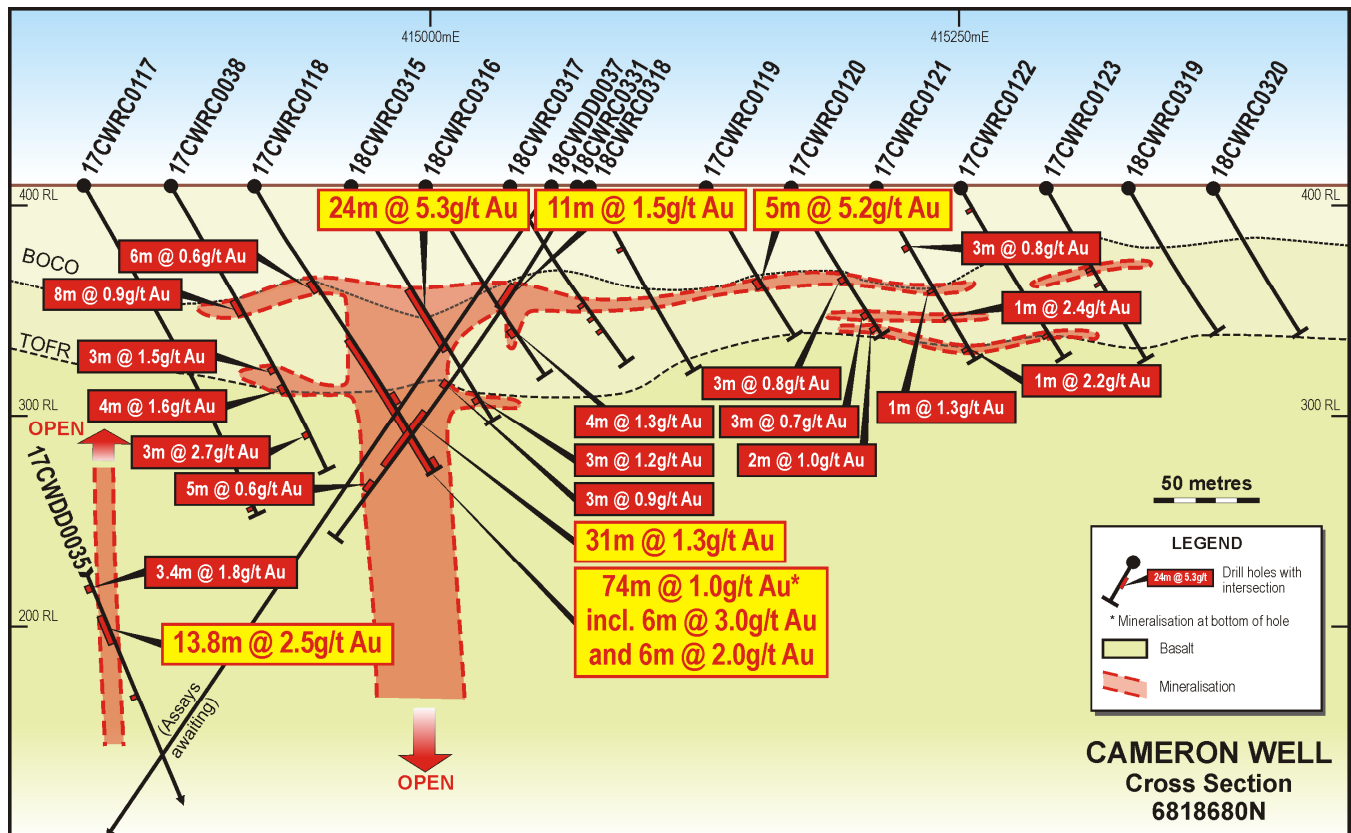 415000mE
415250mE
17CWRC0117
17CWRC0038
17CWRC0118
18CWRC0315
18CWRC0316
18CWRC0317
18CWDD0037
18CWRC0331
18CWRC0318
17CWRC0119
17CWRC0120
17CWRC0121
17CWRC0122
17CWRC0123
18CWRC0319
18CWRC0320
400 RL
400 RL
24m @ 5.3g/t Au
11m @ 1.5g/t Au
5m @ 5.2g/t Au
6m @ 0.6g/t Au
3m @ 0.8g/t Au
BOCO
8m @ 0.9g/t Au
1m @ 2.4g/t Au
TOFR
3m @ 1.5g/t Au
3m @ 0.8g/t Au
1m @ 2.2g/t Au
4m @ 1.6g/t Au
300 RL
300 RL
4m @ 1.3g/t Au
3m @ 0.7g/t Au
1m @ 1.3g/t Au
OPEN
3m @ 2.7g/t Au
3m @ 1.2g/t Au
2m @ 1.0g/t Au
5m @ 0.6g/t Au
3m @ 0.9g/t Au
50 metres
17CWDD0035
31m @ 1.3g/t Au
3.4m @ 1.8g/t Au
74m @ 1.0g/t Au*
incl. 6m @ 3.0g/t Au
and 6m @ 2.0g/t Au
200 RL
13.8m @ 2.5g/t Au
(Assays
awaiting)
OPEN
LEGEND
24m @ 5.3g/t
Drill holes with
intersection
* Mineralisation at bottom of hole
Basalt
Mineralisation
CAMERON WELL
Cross Section
6818680N